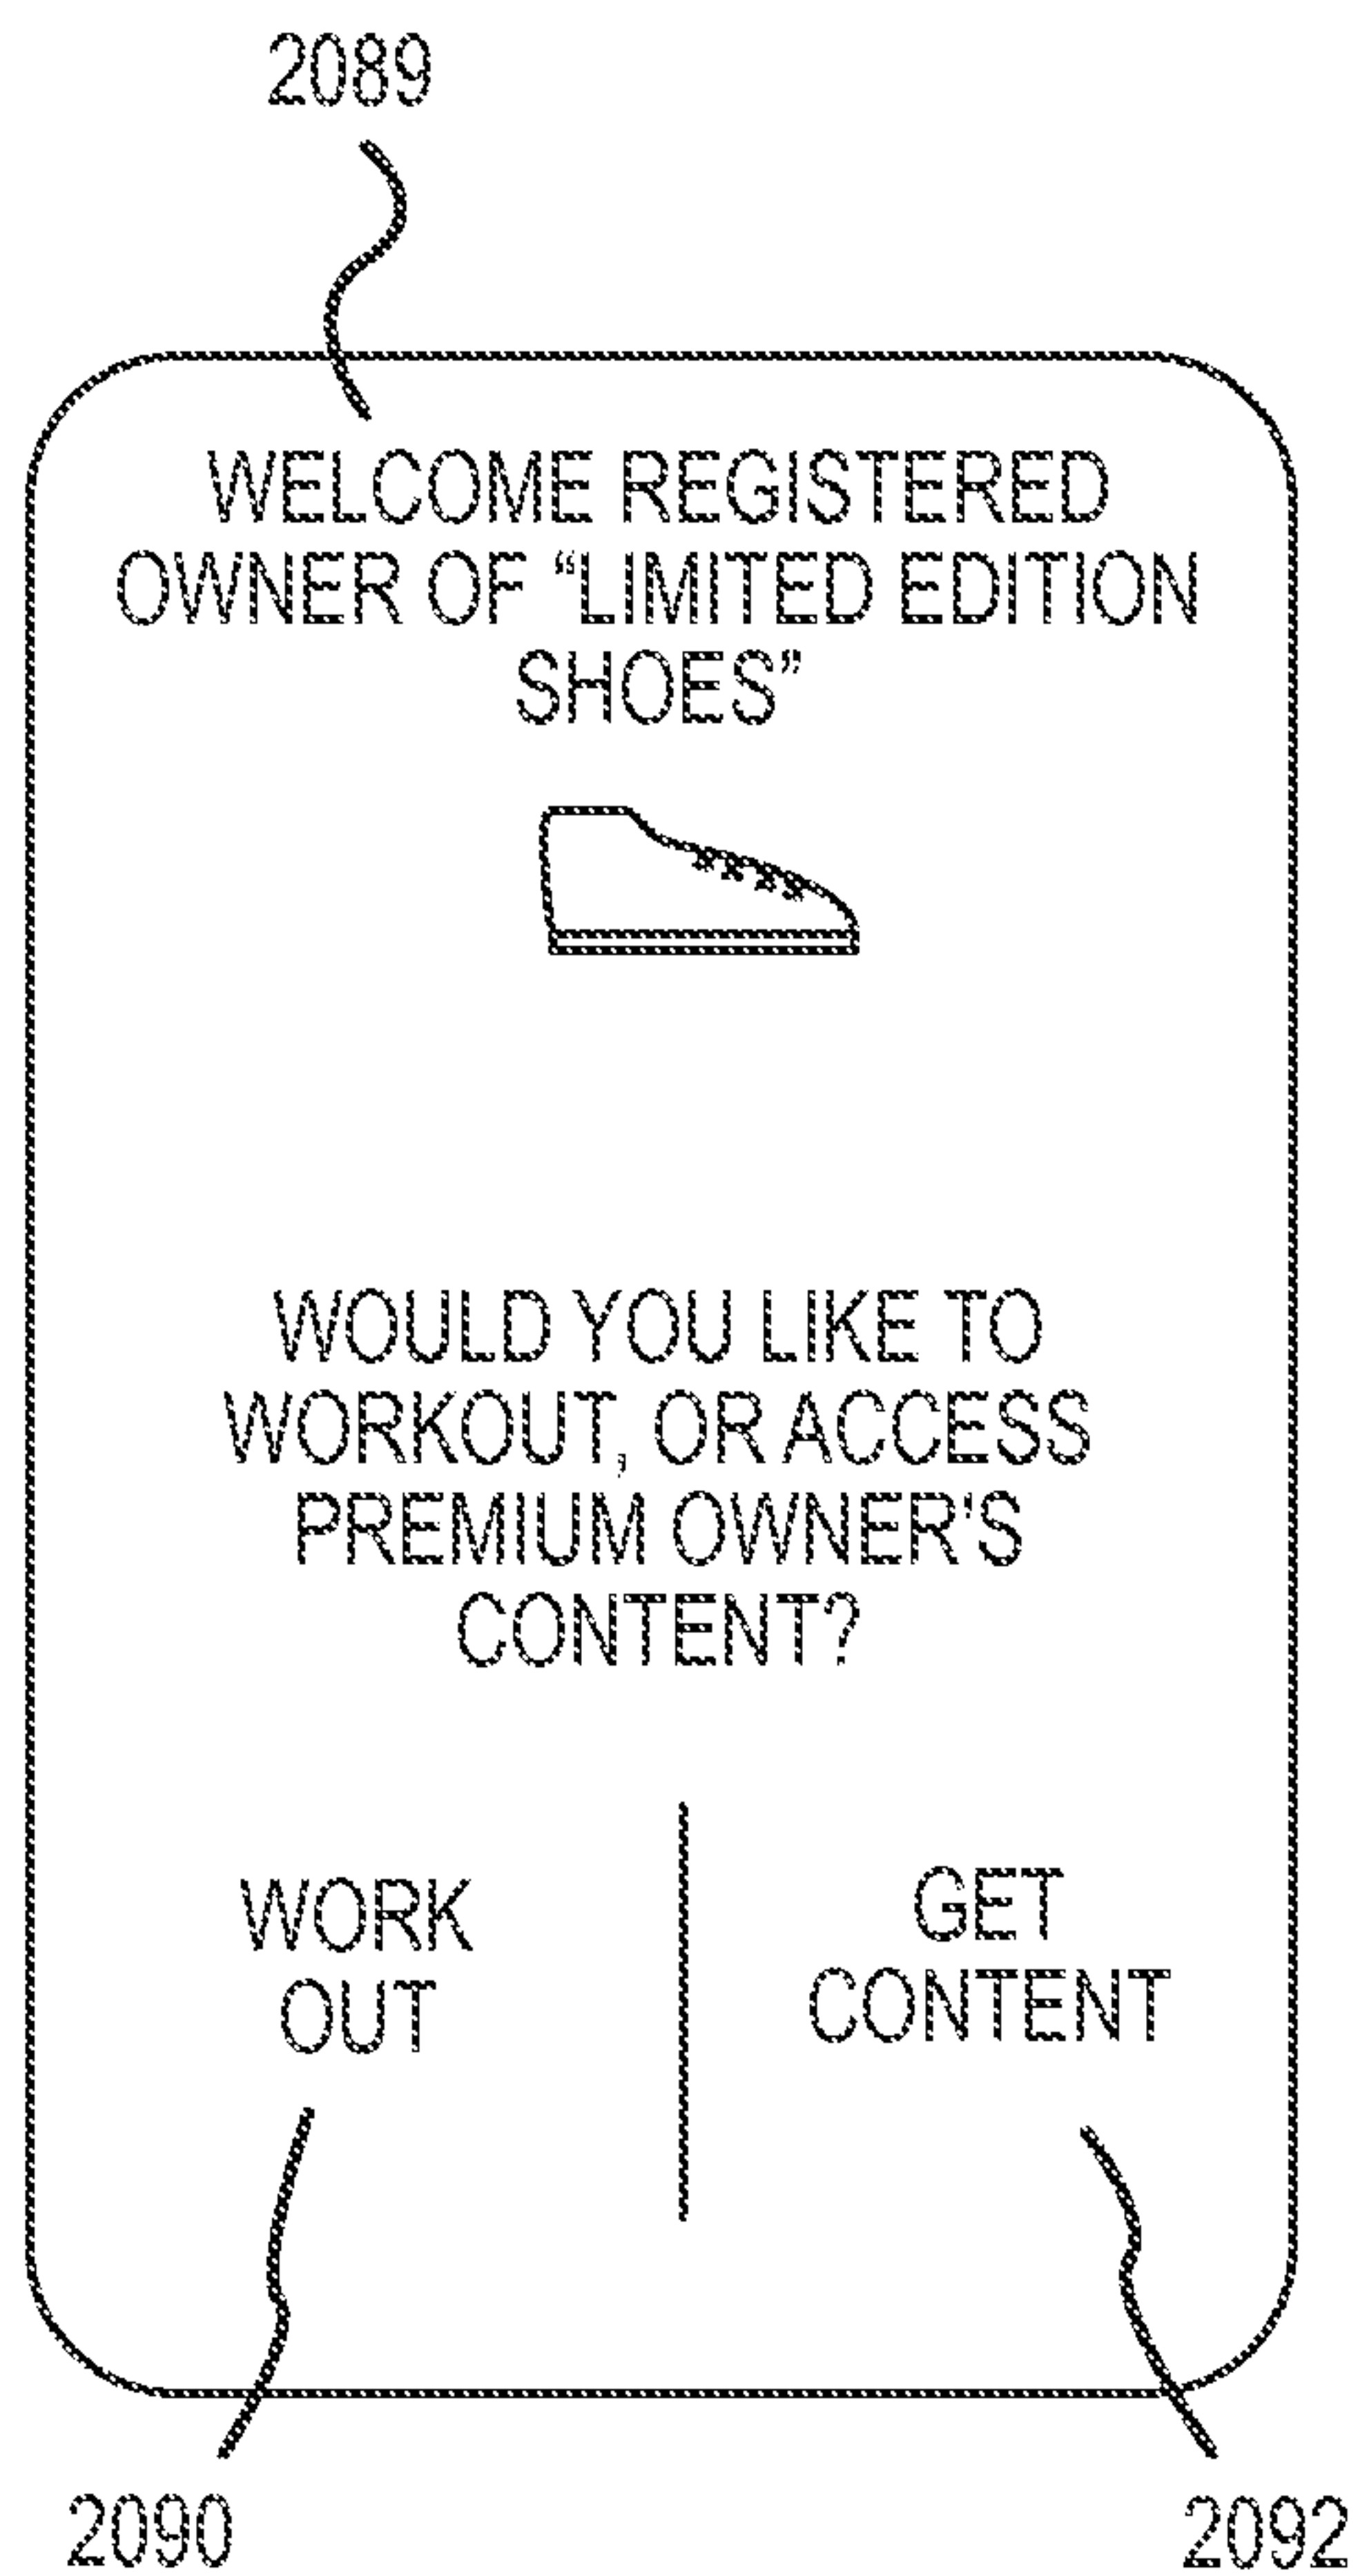 2089
WELCOME REGISTERED
OWNER OF “LIMITED EDITION
SHOES”
WOULD YOU LIKE TO
WORKOUT, OR ACCESS
PREMIUM OWNER'S
CONTENT?
WORK
OUT
GET
CONTENT
2090
2092